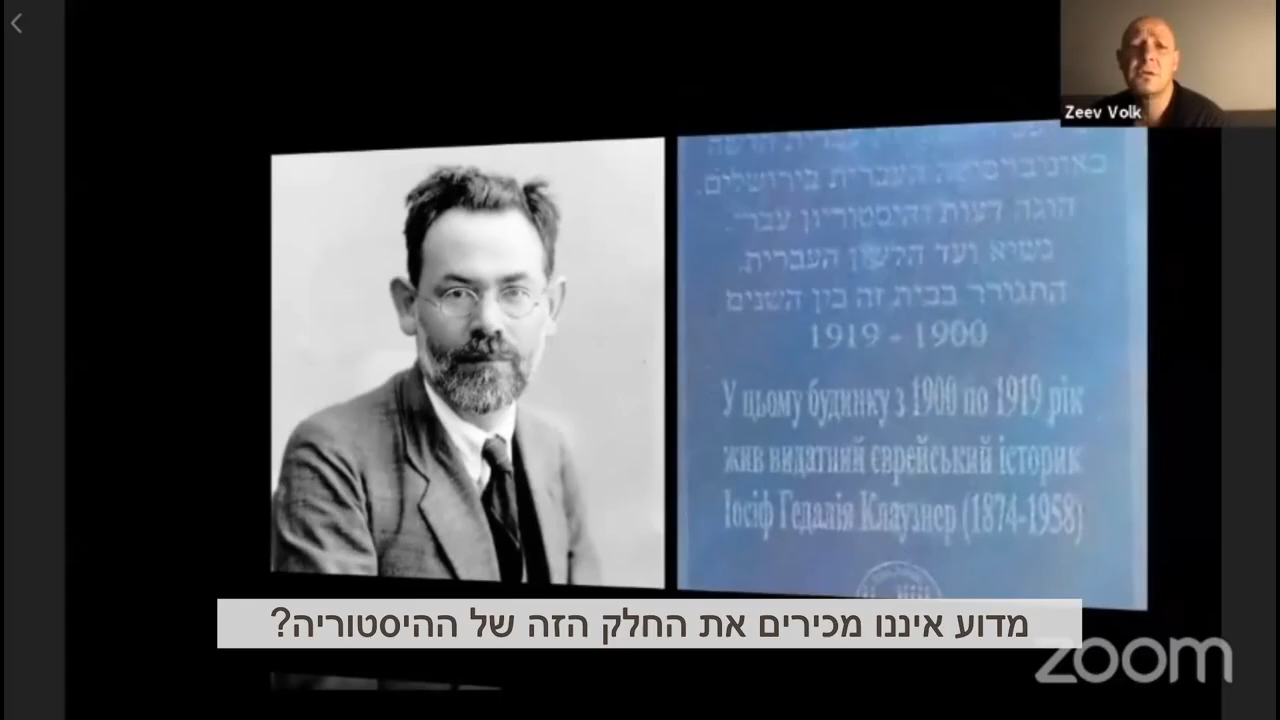 Zeev Volk
באוניברסיטה העברית בירושלים.
הוגה דעות והיסטוריון עברי.
נשיא ועד הלשון העברית.
התגורר בבית זה בין השנים
1919 - 1900
У цьому будинку з 1900 по 1919 рік
жив видатний єврейський історик
Іосіф Гедалія Клаузнер (1874-1958)
מדוע איננו מכירים את החלק הזה של ההיסטוריה?
zoom